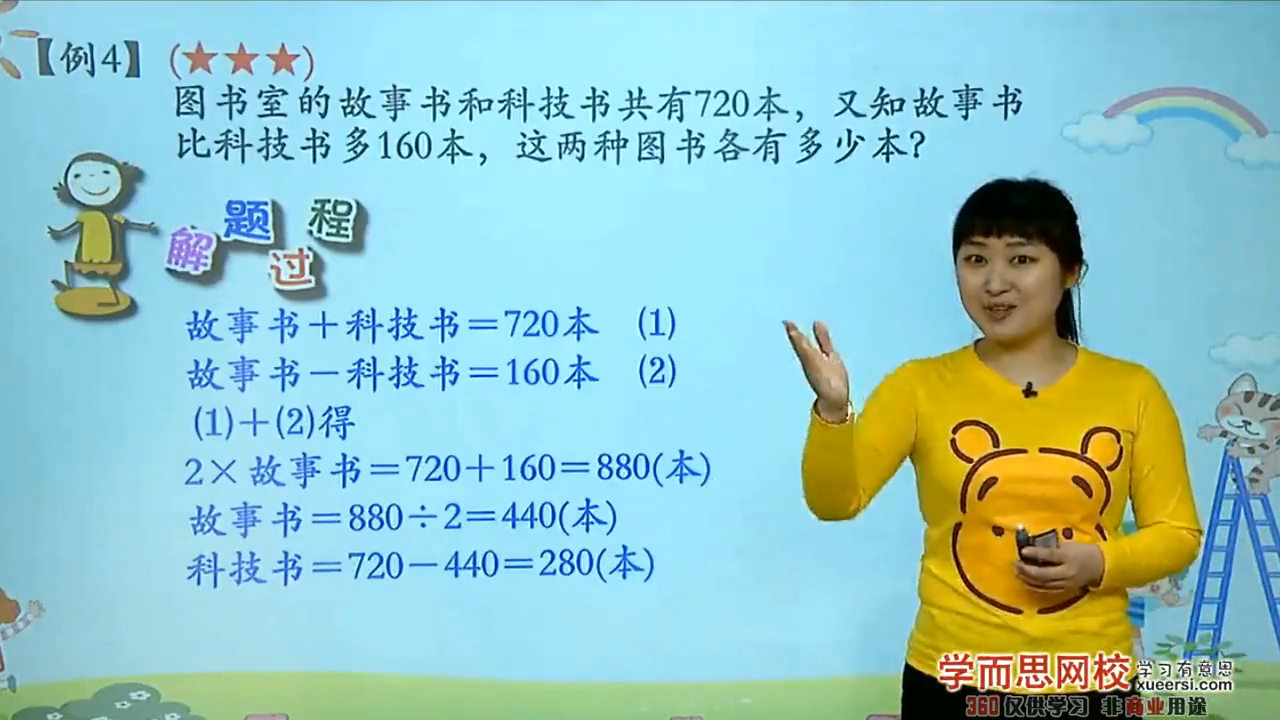 【例4】 (★★★)
图书室的故事书和科技书共有720本，又知故事书
比科技书多160本，这两种图书各有多少本？
解题过程
故事书＋科技书＝720本 (1)
故事书－科技书＝160本 (2)
(1)＋(2)得
2×故事书＝720＋160＝880(本)
故事书＝880÷2＝440(本)
科技书＝720－440＝280(本)
学而思网校 学习有意思
xueersi.com
360仅供学习 非商业用途